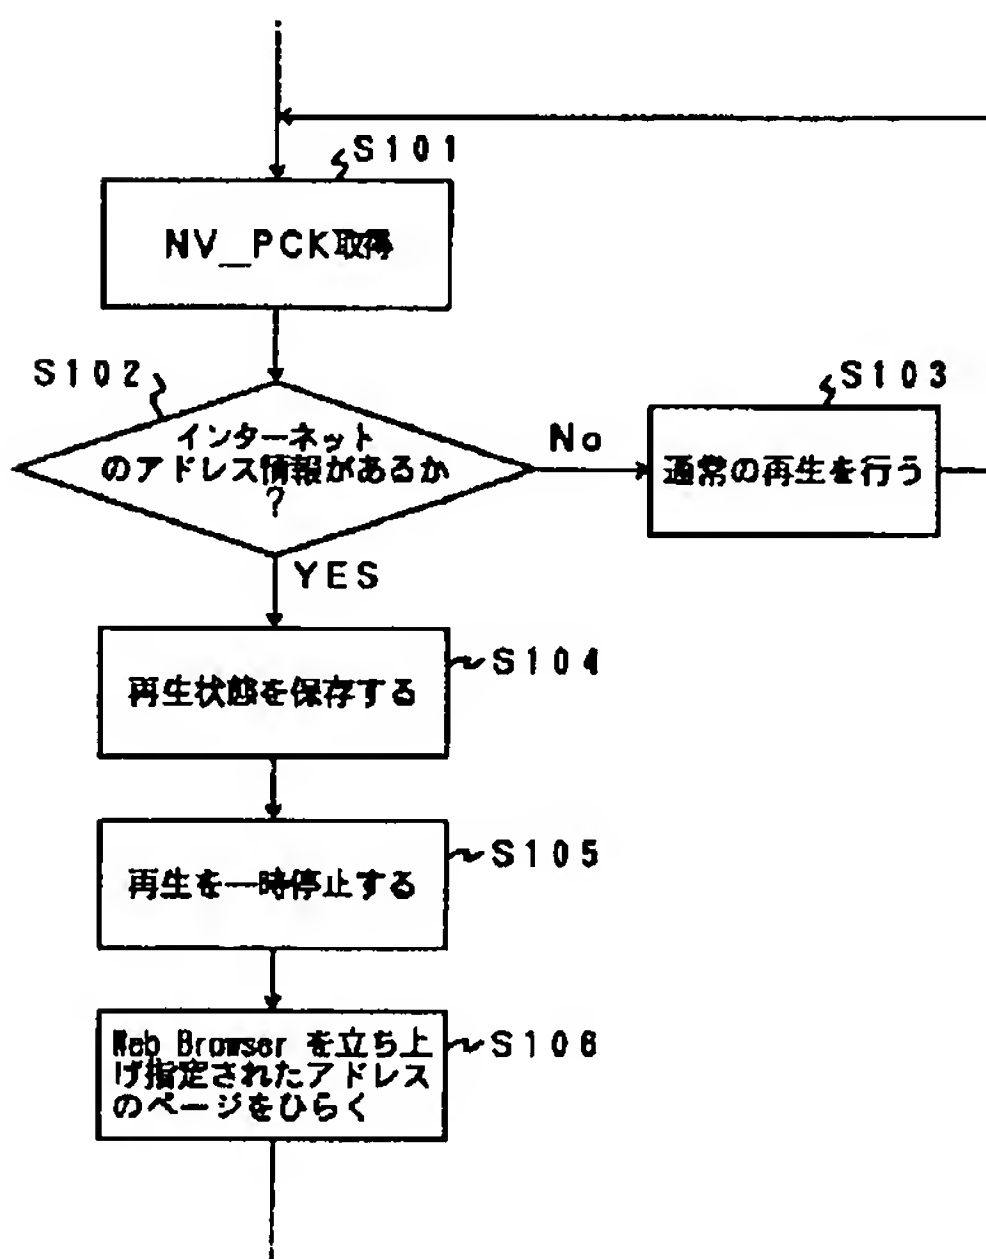 S101
NV_PCK取得
S102
インターネット
のアドレス情報があるか
?
No
S103
通常の再生を行う
YES
再生状態を保存する
S104
再生を一時停止する
S105
Web Browser を立ち上
げ指定されたアドレス
のページをひらく
S106